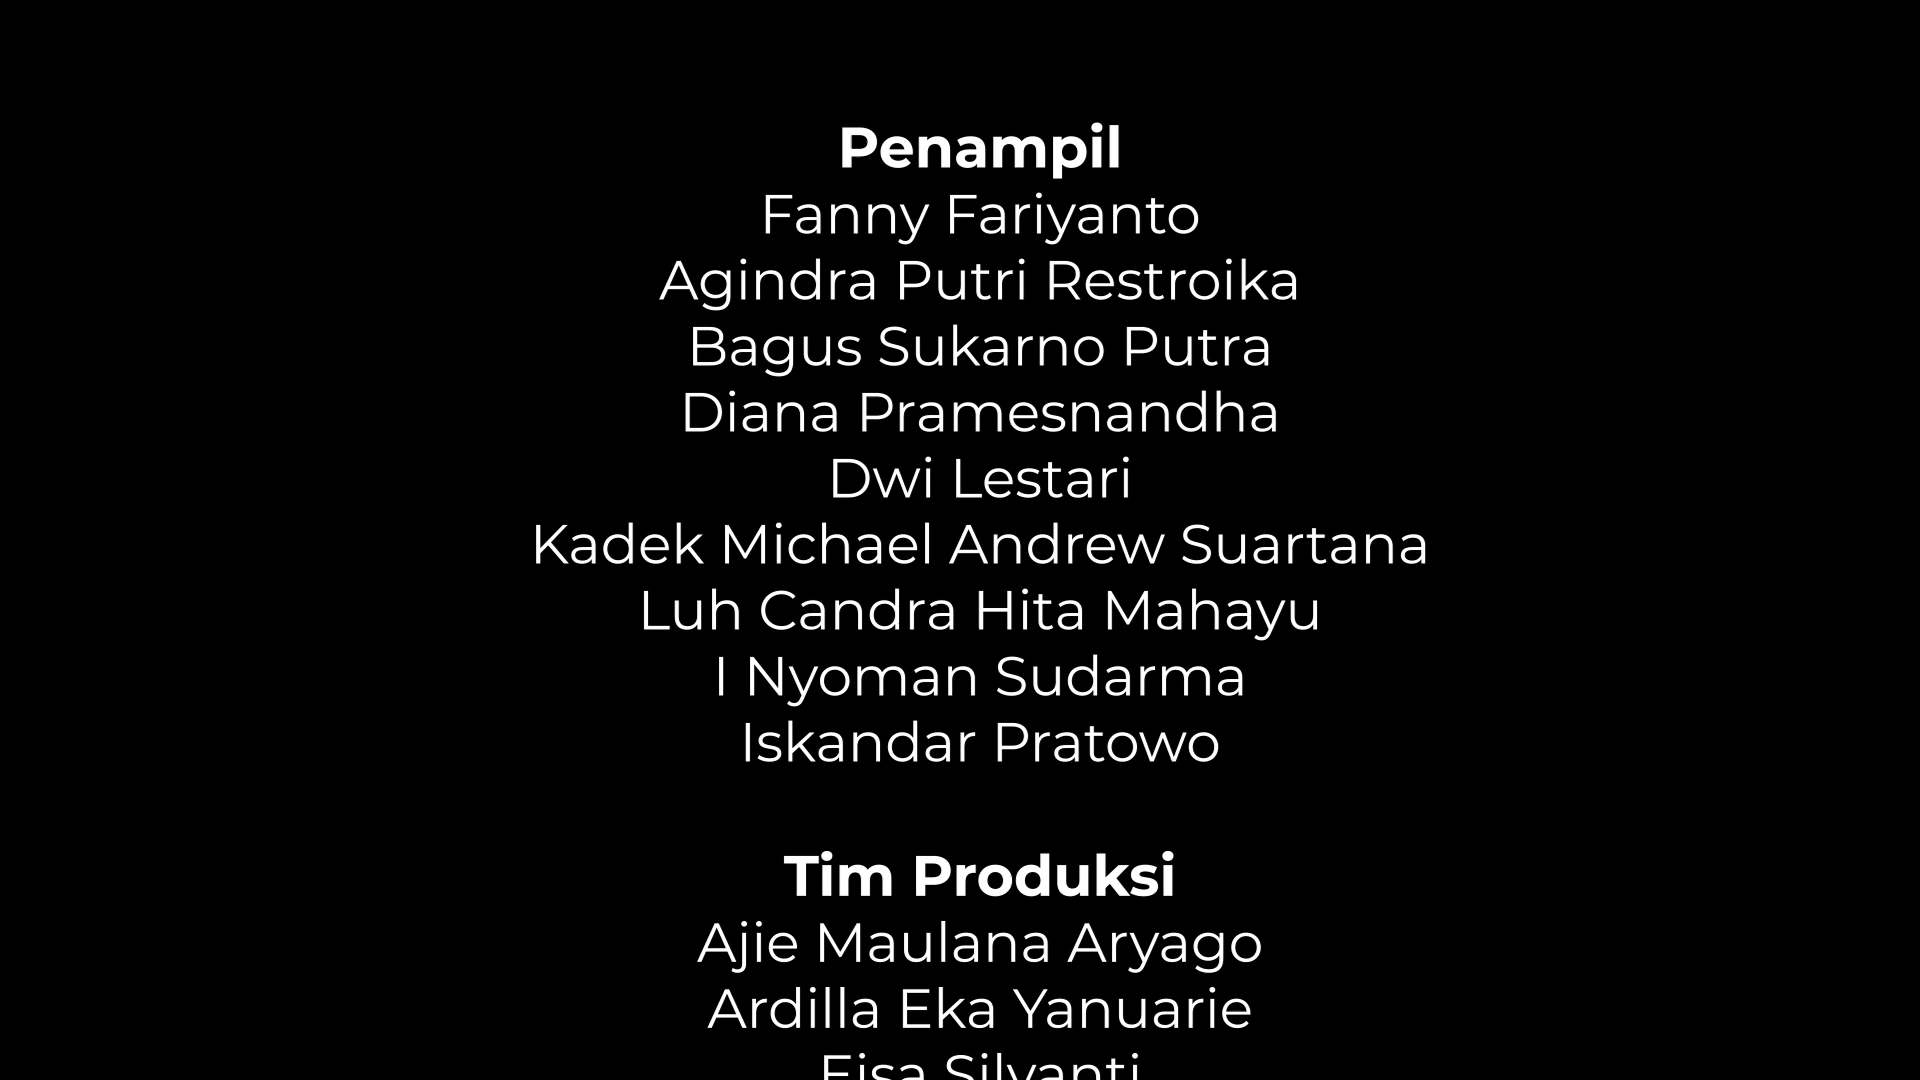 Penampil
Fanny Fariyanto
Agindra Putri Restroika
Bagus Sukarno Putra
Diana Pramesnandha
Dwi Lestari
Kadek Michael Andrew Suartana
Luh Candra Hita Mahayu
I Nyoman Sudarma
Iskandar Pratowo
Tim Produksi
Ajie Maulana Aryago
Ardilla Eka Yanuarie
Silvanti